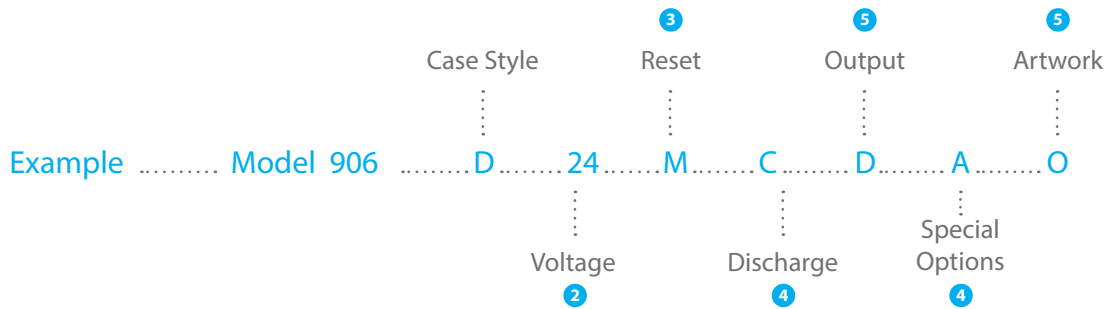 3 5 5
Case Style Reset Output Artwork
Example ......... Model 906 ........D........24........M........C........D........A........O
Special
Voltage Discharge Options
2 4 4